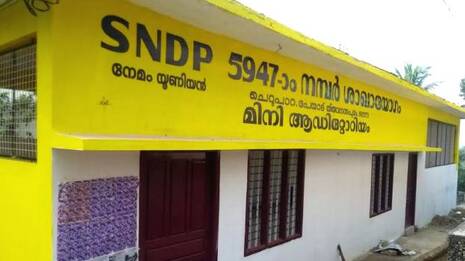 SNDP 5947-ാം നമ്പർ ശാഖായോഗം
നേമം യൂണിയൻ
മിനി ആഡിറ്റോറിയം